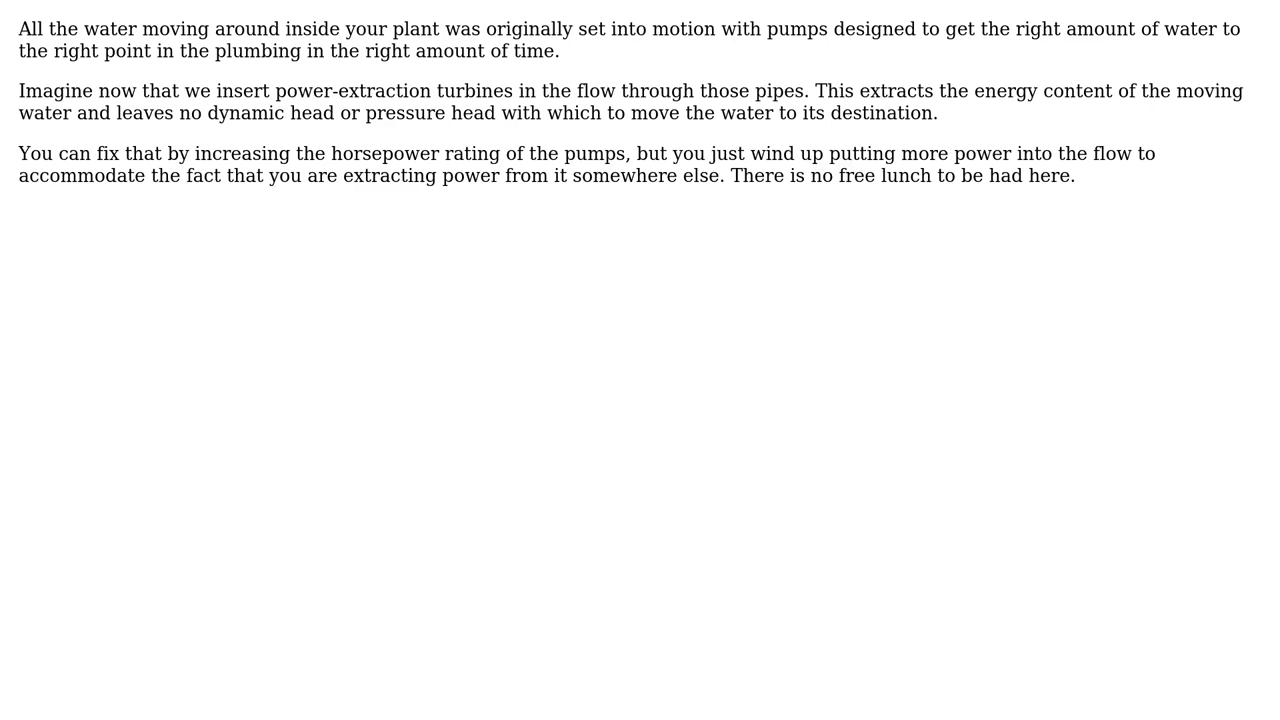 All the water moving around inside your plant was originally set into motion with pumps designed to get the right amount of water to
the right point in the plumbing in the right amount of time.
Imagine now that we insert power-extraction turbines in the flow through those pipes. This extracts the energy content of the moving
water and leaves no dynamic head or pressure head with which to move the water to its destination.
You can fix that by increasing the horsepower rating of the pumps, but you just wind up putting more power into the flow to
accommodate the fact that you are extracting power from it somewhere else. There is no free lunch to be had here.